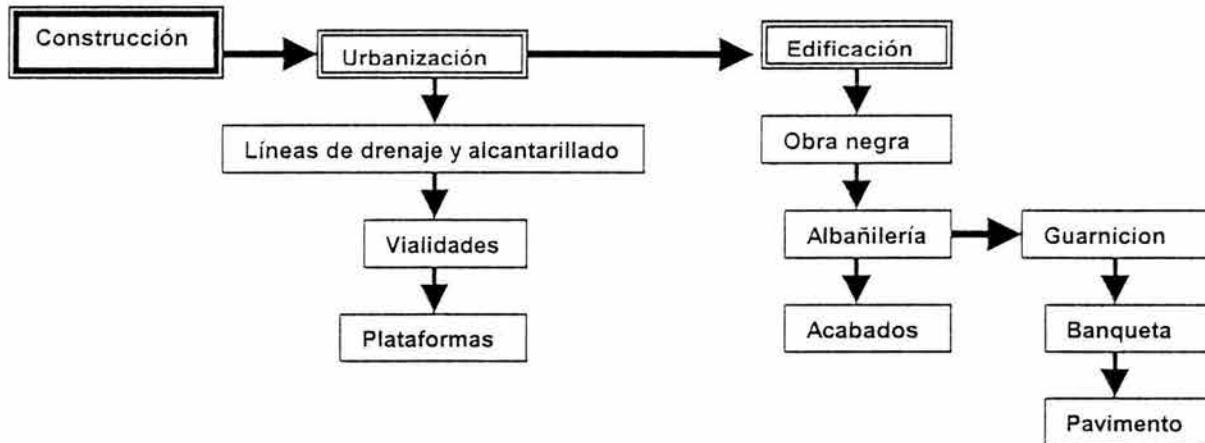 Construcción
Urbanización
Edificación
Líneas de drenaje y alcantarillado
Obra negra
Vialidades
Albañilería
Guarnicion
Plataformas
Acabados
Banqueta
Pavimento